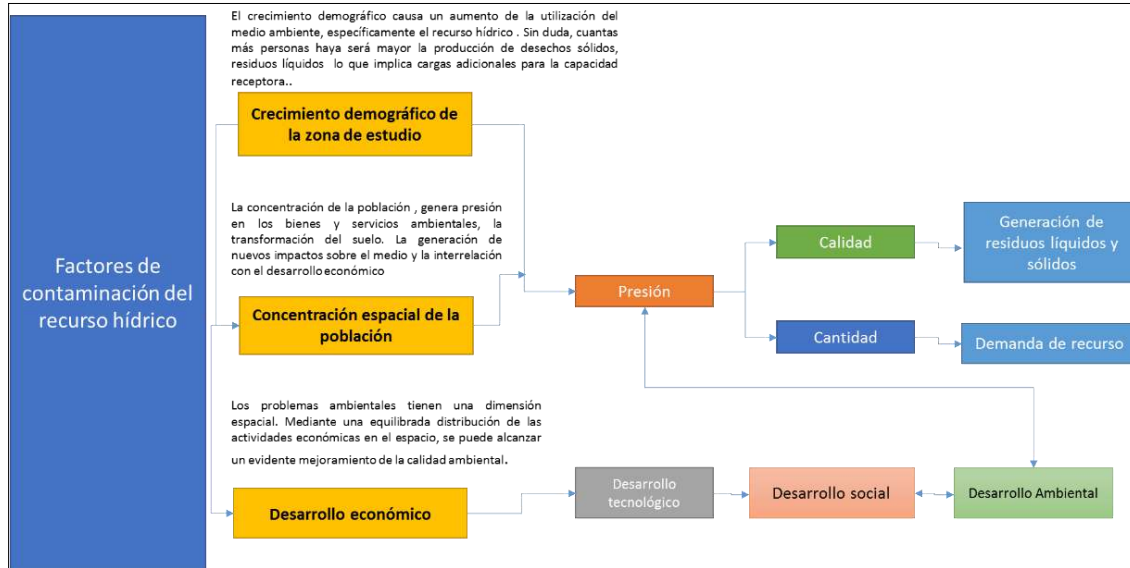 Factores de
contaminación del
recurso hídrico
El crecimiento demográfico causa un aumento de la utilización del
medio ambiente, específicamente el recurso hídrico . Sin duda, cuantas
más personas haya será mayor la producción de desechos sólidos,
residuos líquidos lo que implica cargas adicionales para la capacidad
receptora..
Crecimiento demográfico de
la zona de estudio
La concentración de la población , genera presión
en los bienes y servicios ambientales, la
transformación del suelo. La generación de
nuevos impactos sobre el medio y la interrelación
con el desarrollo económico
Concentración espacial de la
población
Presión
Calidad
Generación de
residuos líquidos y
sólidos
Cantidad
Demanda de recurso
Los problemas ambientales tienen una dimensión
espacial. Mediante una equilibrada distribución de las
actividades económicas en el espacio, se puede alcanzar
un evidente mejoramiento de la calidad ambiental.
Desarrollo económico
Desarrollo
tecnológico
Desarrollo social
Desarrollo Ambiental